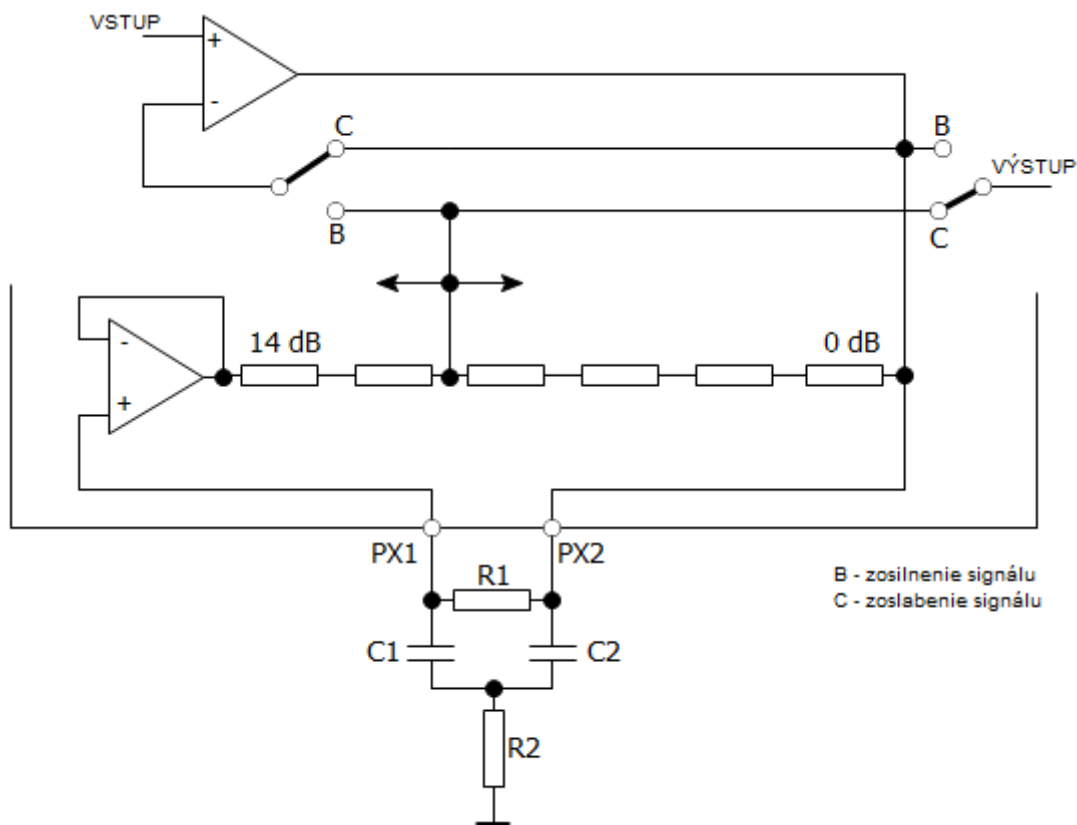 VSTUP
+
-
C
B
VÝSTUP
B
C
14 dB
0 dB
-
+
PX1
PX2
R1
C1
C2
R2
B - zosilnenie signálu
C - zoslabenie signálu